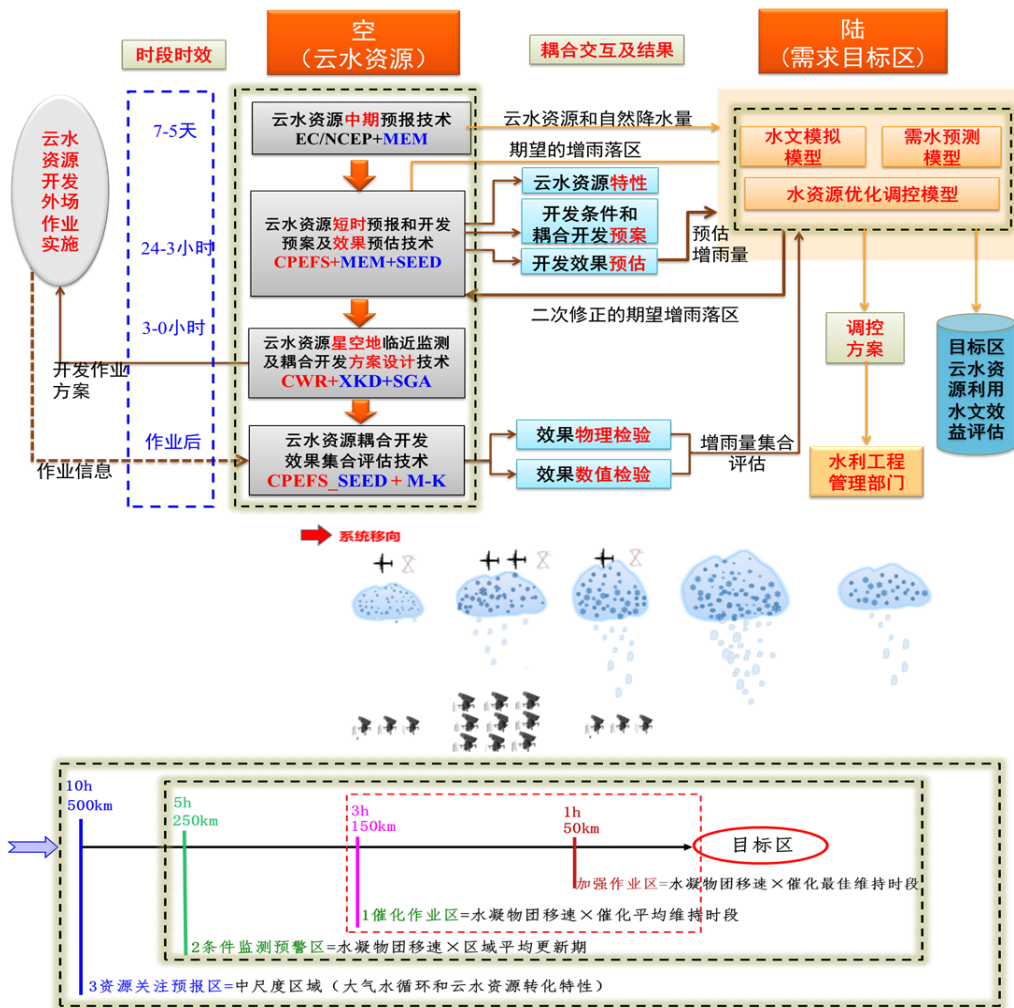 空
（云水资源）
陆
（需求目标区）
时段时效
耦合交互及结果
云水
资源
开发
外场
作业
实施
7-5天
24-3小时
3-0小时
作业后
云水资源中期预报技术
EC/NCEP+MEM
云水资源短时预报和开发
预案及效果预估技术
CPEFS+MEM+SEED
云水资源星空地临近监测
及耦合开发方案设计技术
CWR+XKD+SGA
云水资源耦合开发
效果集合评估技术
CPEFS_SEED + M-K
开发作业
方案
作业信息
云水资源和自然降水量
期望的增雨落区
云水资源特性
开发条件和
耦合开发预案
开发效果预估
预估
增雨量
二次修正的期望增雨落区
效果物理检验
效果数值检验
增雨量集合
评估
水文模拟
模型
需水预测
模型
水资源优化调控模型
调控
方案
水利工程
管理部门
目标区
云水资
源利用
水文效
益评估
系统移向
10h
500km
5h
250km
3h
150km
1h
50km
目标区
加强作业区=水凝物团移速×催化最佳维持时段
1催化作业区=水凝物团移速×催化平均维持时段
2条件监测预警区=水凝物团移速×区域平均更新期
3资源关注预报区=中尺度区域（大气水循环和云水资源转化特性）